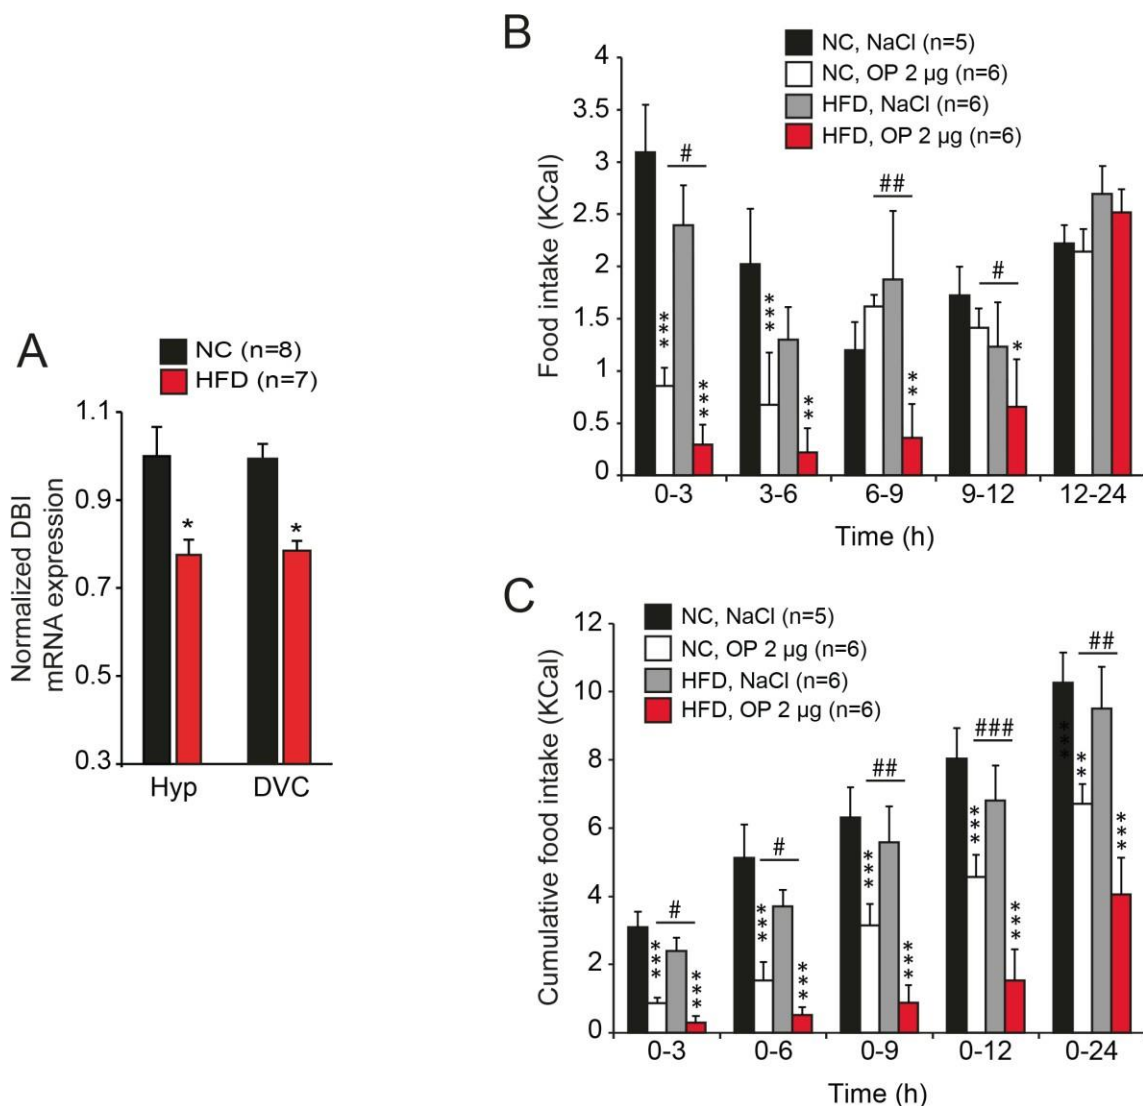 A
NC (n=8)
HFD (n=7)
Normalized DBI
mRNA expression
1.1
0.9
0.7
0.5
0.3
*
*
Hyp DVC
B
NC, NaCl (n=5)
NC, OP 2 µg (n=6)
HFD, NaCl (n=6)
HFD, OP 2 µg (n=6)
Food intake (KCal)
4
3.5
3
2.5
2
1.5
1
0.5
0
# ## #
*** *** *** ** ** *
0-3 3-6 6-9 9-12 12-24
Time (h)
C
NC, NaCl (n=5)
NC, OP 2 µg (n=6)
HFD, NaCl (n=6)
HFD, OP 2 µg (n=6)
Cumulative food intake (KCal)
12
10
8
6
4
2
0
# # ## ### ##
*** *** *** *** *** *** *** *** *** ** ***
0-3 0-6 0-9 0-12 0-24
Time (h)